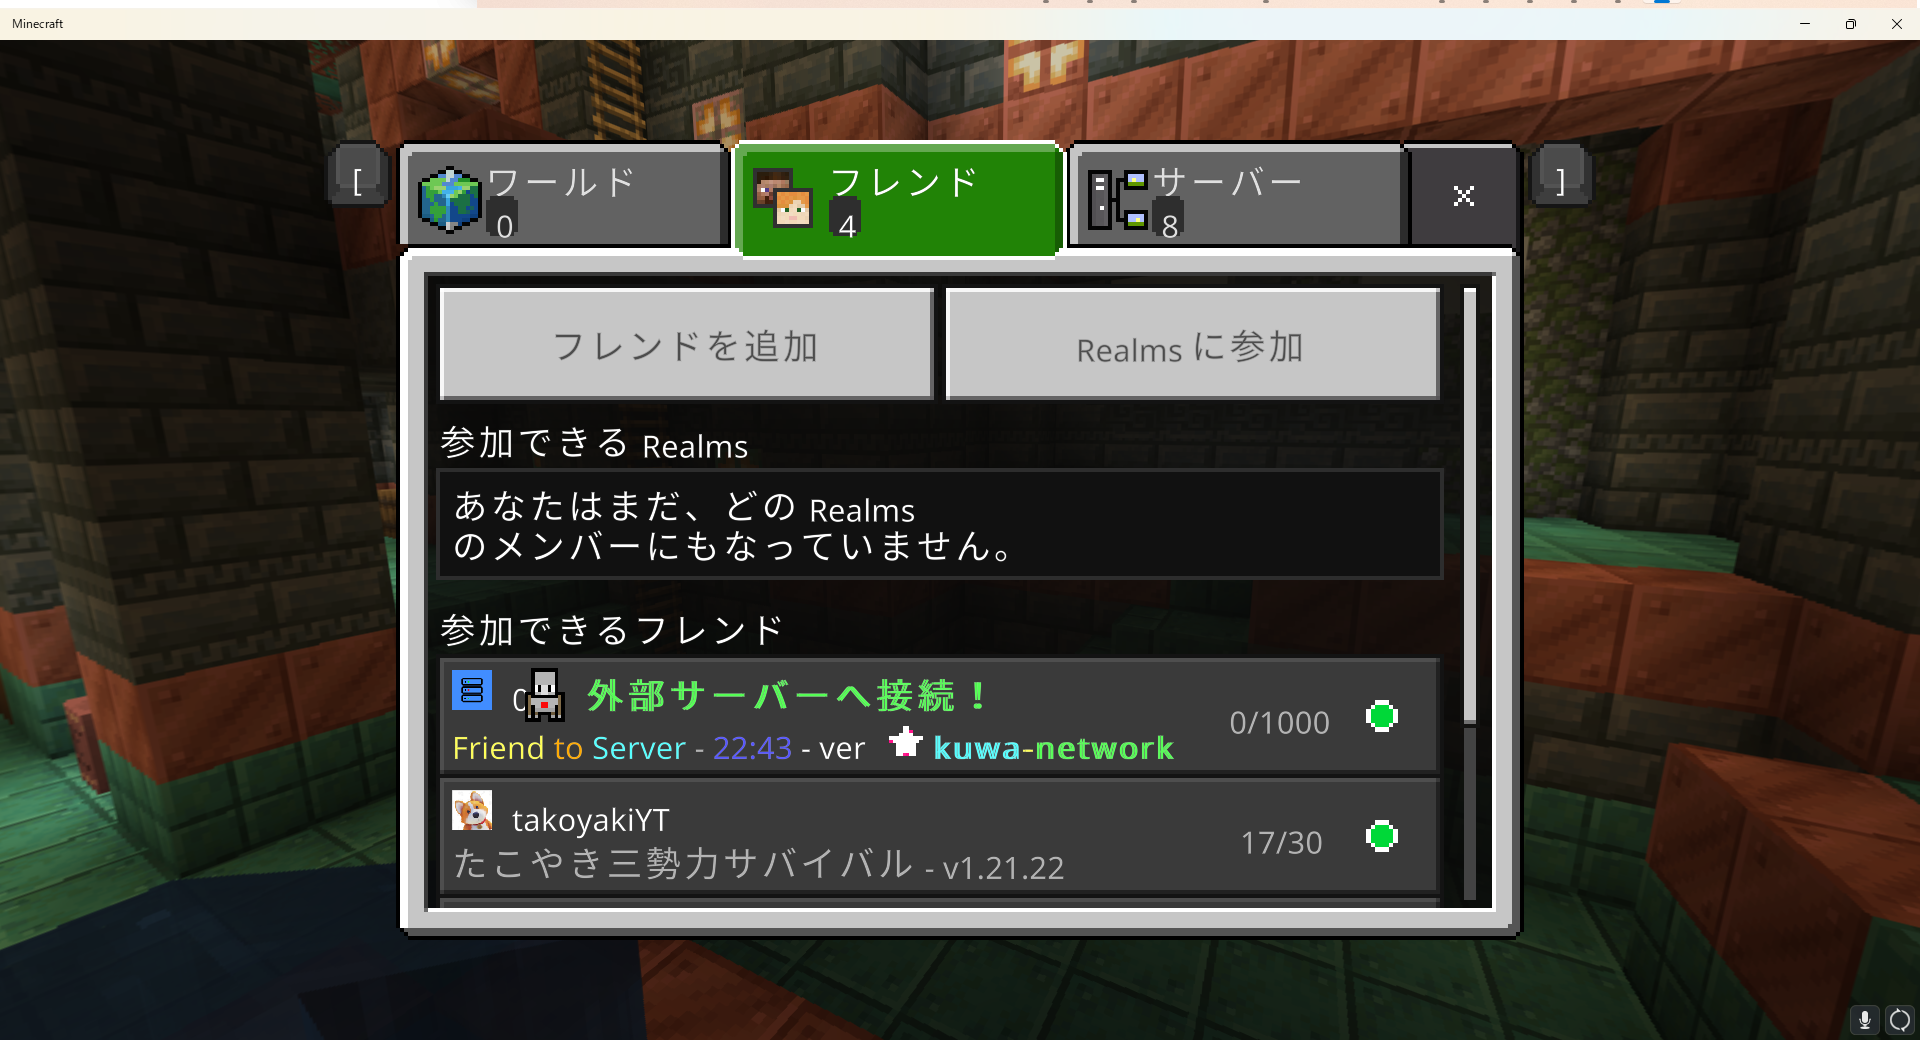 Minecraft
[
ワールド
0
フレンド
4
サーバー
8
]
フレンドを追加
Realms に参加
参加できる Realms
あなたはまだ、どの Realms
のメンバーにもなっていません。
参加できるフレンド
外部サーバーへ接続！
0/1000
Friend to Server - 22:43 - ver kuwa-network
takoyakiYT
17/30
たこやき三勢力サバイバル - v1.21.22